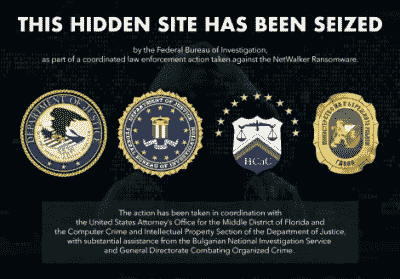 THIS HIDDEN SITE HAS BEEN SEIZED
by the Federal Bureau of Investigation,
as part of a coordinated law enforcement action taken against the NetWalker Ransomware.
DEPARTMENT OF JUSTICE
DEPARTMENT OF JUSTICE
FEDERAL BUREAU OF INVESTIGATION
The action has been taken in coordination with
the United States Attorney's Office for the Middle District of Florida and
the Computer Crime and Intellectual Property Section of the Department of Justice,
with substantial assistance from the Bulgarian National Investigation Service
and General Directorate Combating Organized Crime.